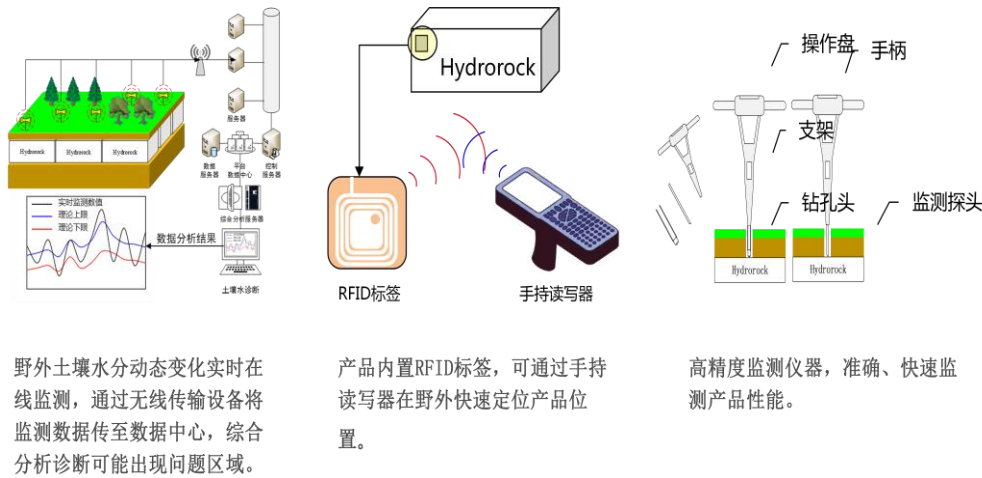 服务器
Hydrorock
Hydrorock
Hydrorock
数据
服务器
平台
数据中心
控制
服务器
综合分析服务器
实时监测数值
理论上限
理论下限
数据分析结果
土壤水诊断
野外土壤水分动态变化实时在
线监测，通过无线传输设备将
监测数据传至数据中心，综合
分析诊断可能出现问题区域。
Hydrorock
RFID标签
手持读写器
产品内置RFID标签，可通过手持
读写器在野外快速定位产品位
置。
操作盘
手柄
支架
钻孔头
监测探头
Hydrorock
Hydrorock
高精度监测仪器，准确、快速监
测产品性能。